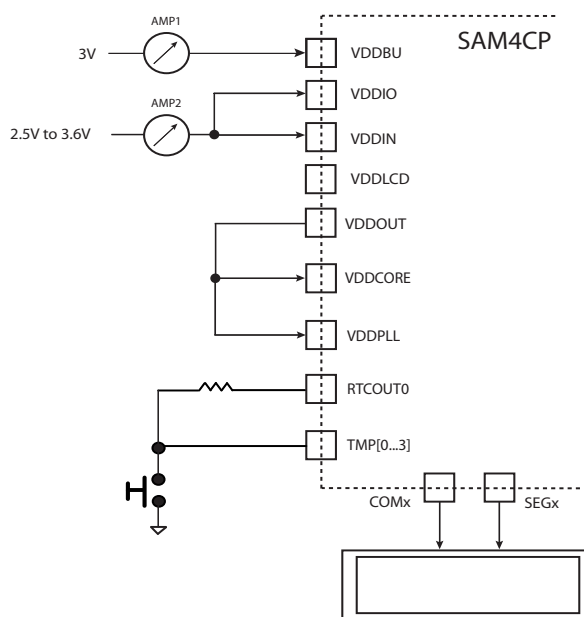 AMP1
SAM4CP
3V
VDDBU
VDDIO
AMP2
2.5V to 3.6V
VDDIN
VDDLCD
VDDOUT
VDDCORE
VDDPLL
RTCOUT0
TMP[0...3]
COMx
SEGx